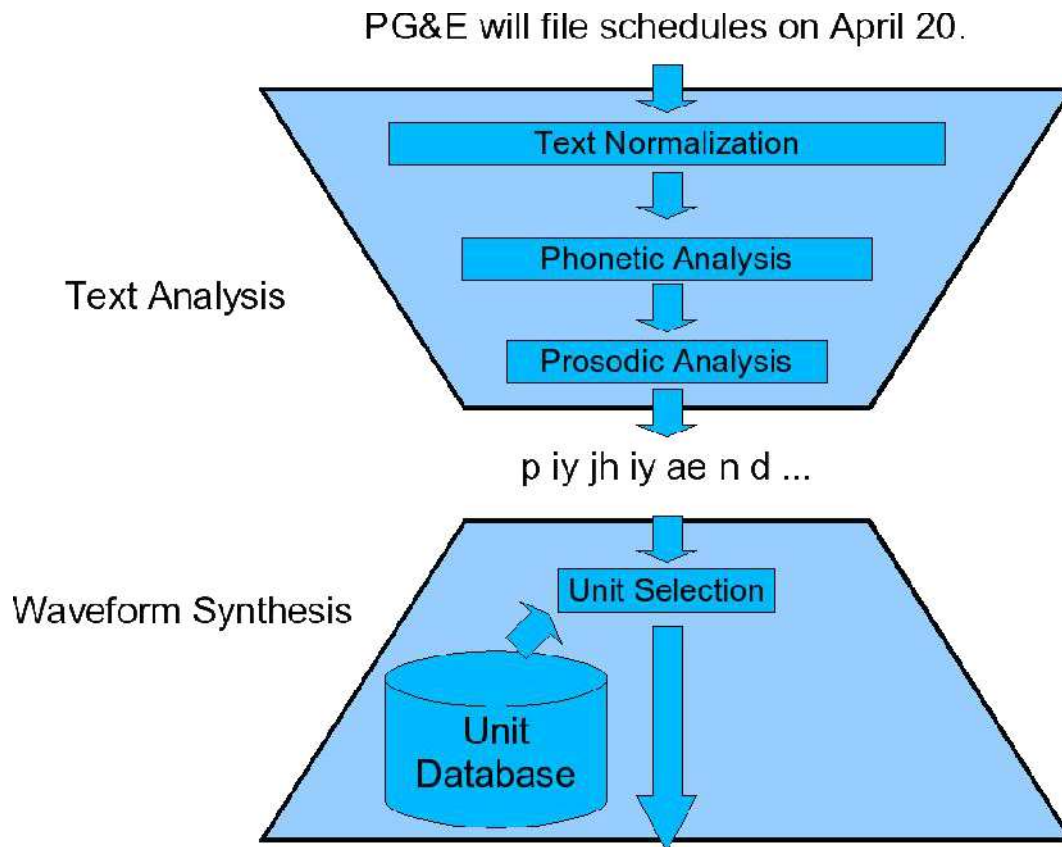 PG&E will file schedules on April 20.
Text Normalization
Phonetic Analysis
Text Analysis
Prosodic Analysis
p iy jh iy ae n d ...
Unit Selection
Waveform Synthesis
Unit
Database